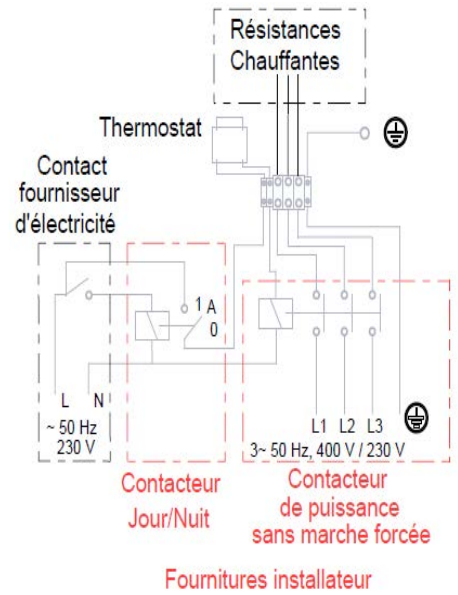 Résistances
Chauffantes
Thermostat
Contact
fournisseur
d'électricité
1 A
0
L N
~ 50 Hz
230 V
L1 L2 L3
3~ 50 Hz, 400 V / 230 V
Contacteur
Jour/Nuit
Contacteur
de puissance
sans marche forcée
Fournitures installateur